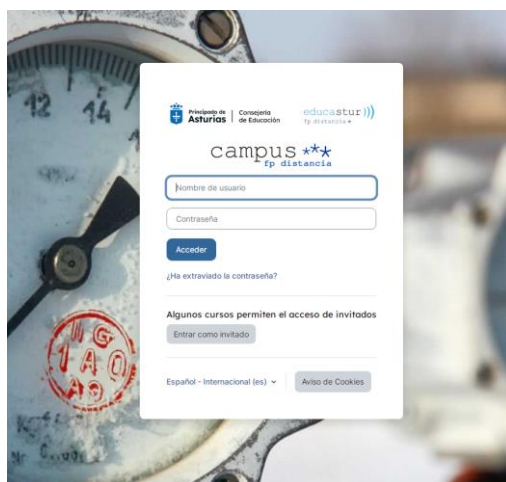 12 14
Principado de Asturias | Consejería de Educación
educastur)))
fp distancia+
campus ***
fp distancia
Nombre de usuario
Contraseña
Acceder
¿Ha extraviado la contraseña?
Algunos cursos permiten el acceso de invitados
Entrar como invitado
Español - Internacional (es)
Aviso de Cookies
1A0